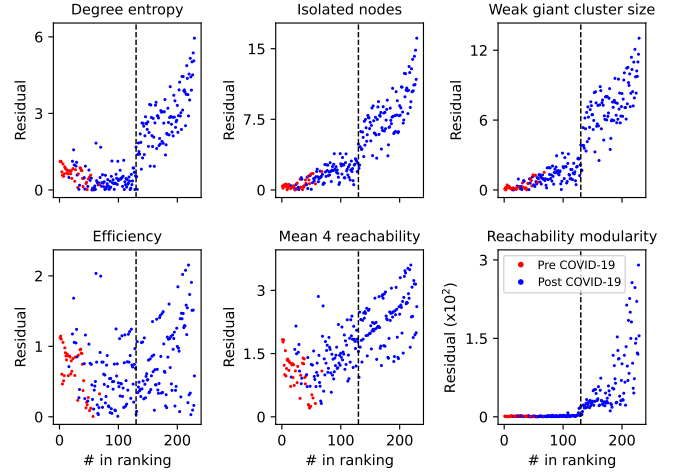 Degree entropy
Isolated nodes
Weak giant cluster size
Residual
6
3
0
Residual
15
7.5
0
Residual
12
6
0
Efficiency
Mean 4 reachability
Reachability modularity
Residual
2
1
0
0 100 200
# in ranking
Residual
3
1.5
0
0 100 200
# in ranking
Residual (x10²)
3
1.5
0
Pre COVID-19
Post COVID-19
0 100 200
# in ranking